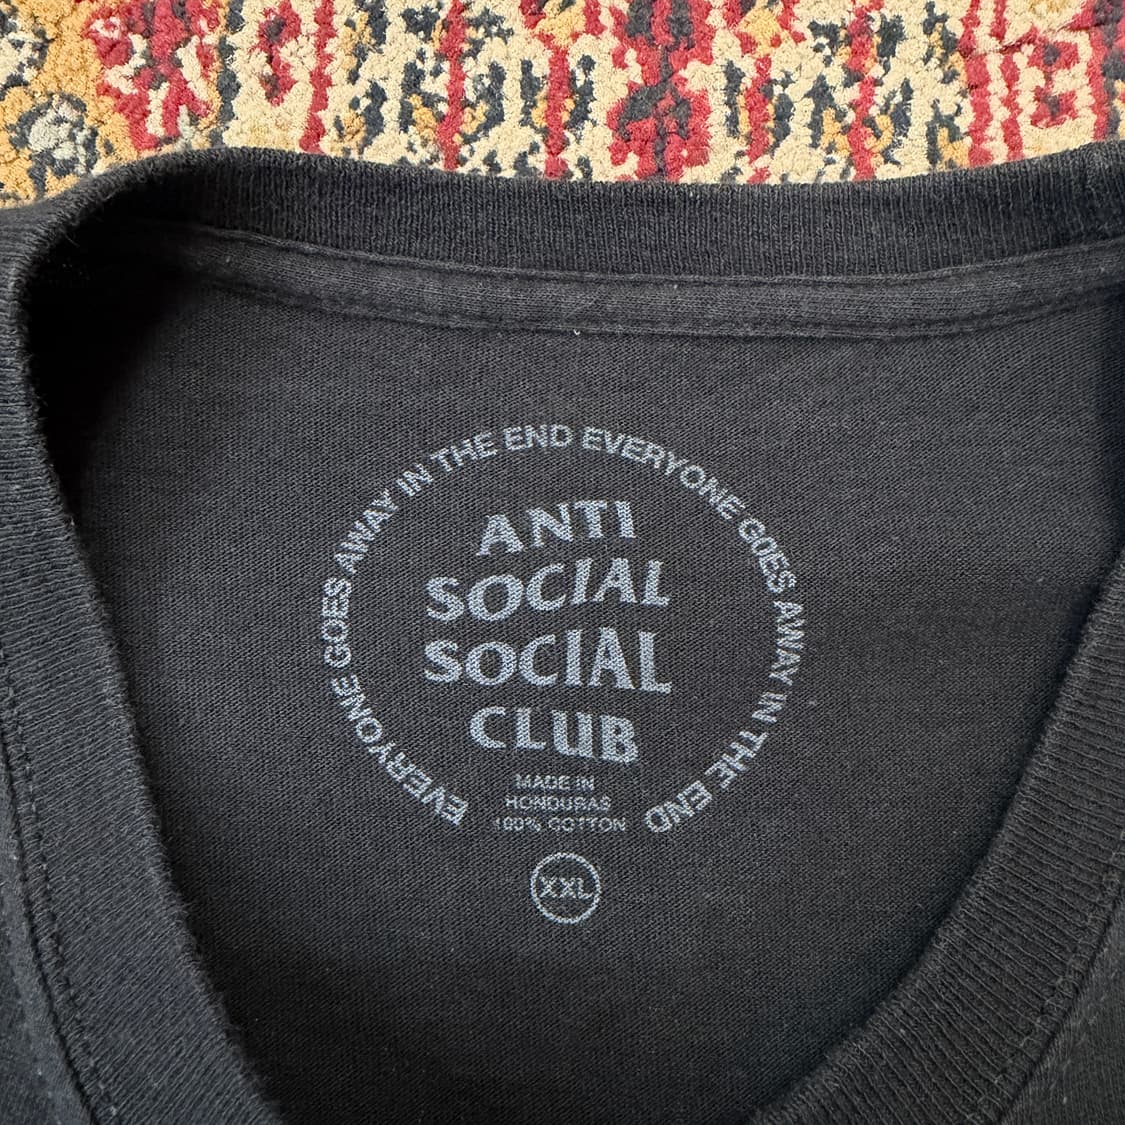 EVERYONE GOES AWAY IN THE END EVERYONE GOES AWAY IN THE END
ANTI
SOCIAL
SOCIAL
CLUB
MADE IN
HONDURAS
100% COTTON
XXL